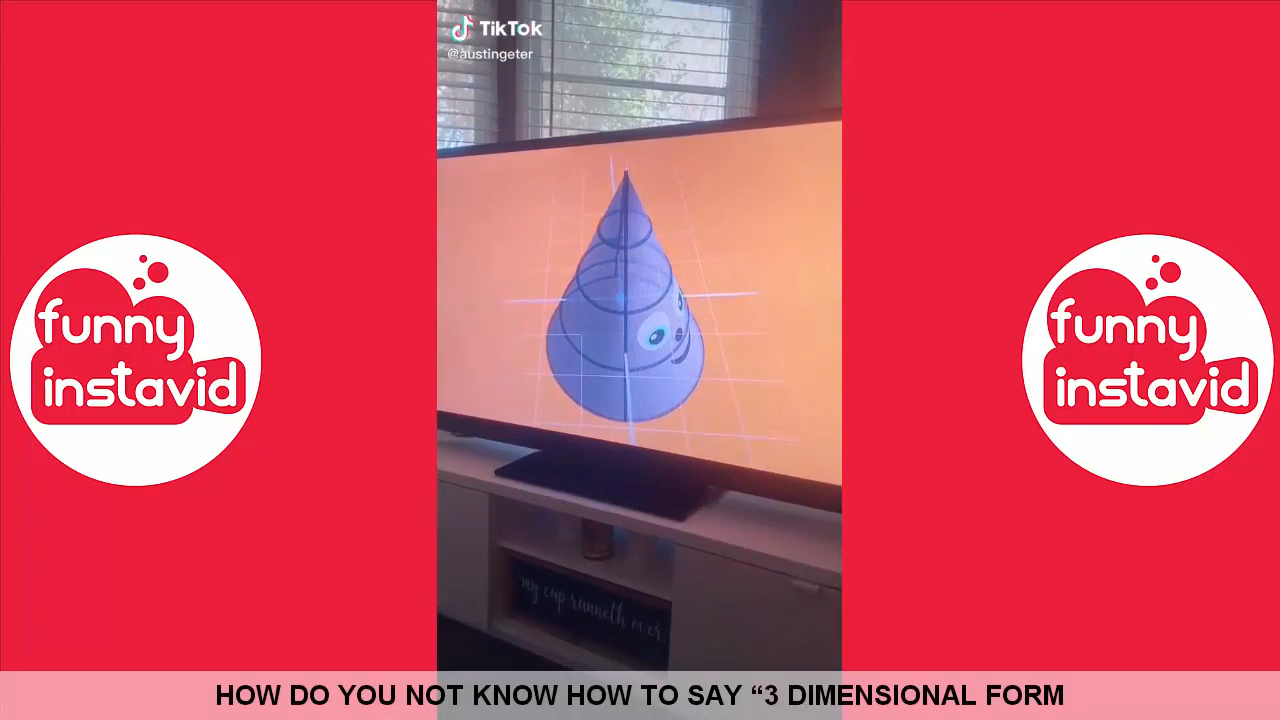 TikTok
@austingeter
funny
instavid
funny
instavid
my cup runneth over
HOW DO YOU NOT KNOW HOW TO SAY “3 DIMENSIONAL FORM